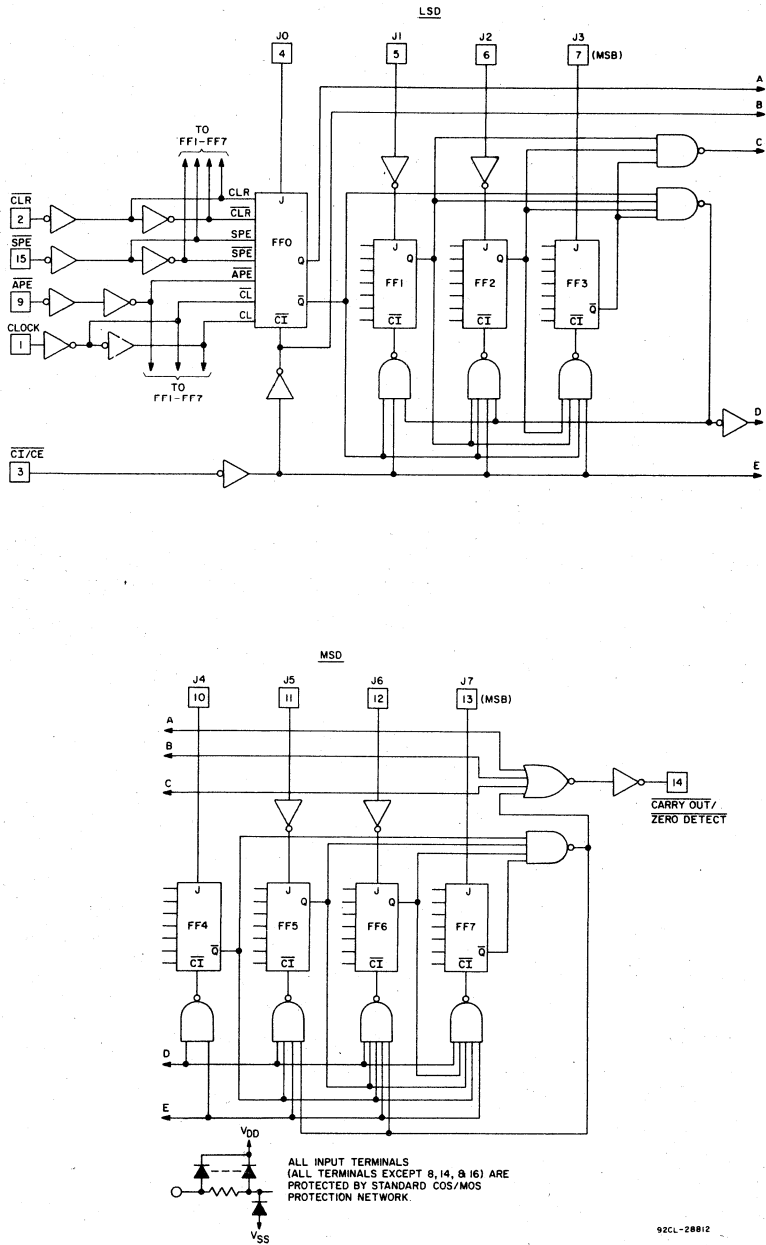 LSD
J0
J1
J2
J3
4
5
6
7 (MSB)
A
B
TO
FF1-FF7
C
CLR
2
CLR
J
CLR
SPE
15
SPE
FF0
SPE
Q
APE
9
APE
CL
Q
CLOCK
1
CL
CI
J
Q
FF1
CI
J
Q
FF2
CI
J
FF3
Q
CI
TO
FF1-FF7
D
CI/CE
3
E
MSD
J4
J5
J6
J7
10
11
12
13 (MSB)
A
B
C
14
CARRY OUT/
ZERO DETECT
J
FF4
Q
CI
J
Q
FF5
CI
J
Q
FF6
CI
J
FF7
Q
CI
D
E
VDD
ALL INPUT TERMINALS
(ALL TERMINALS EXCEPT 8, 14, & 16) ARE
PROTECTED BY STANDARD COS/MOS
PROTECTION NETWORK.
VSS
92CL-28812